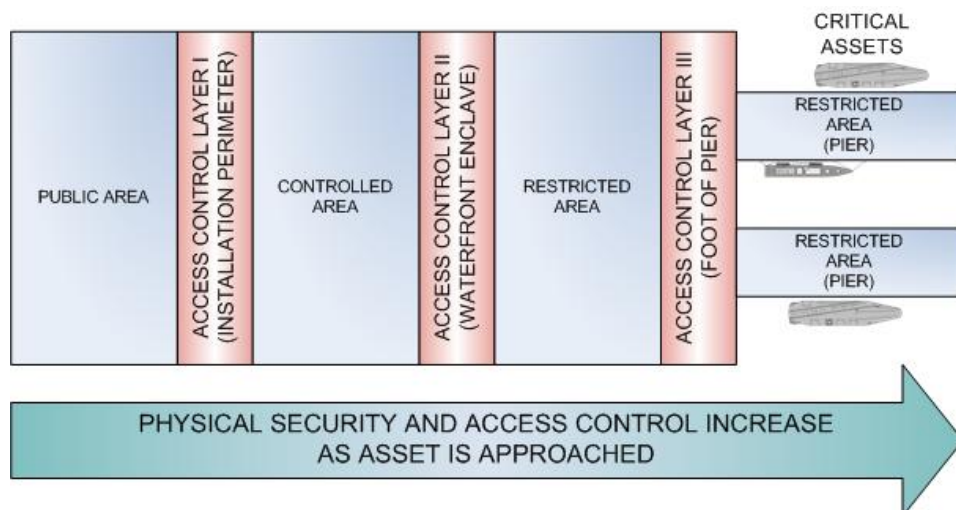 CRITICAL
ASSETS
PUBLIC AREA
ACCESS CONTROL LAYER I
(INSTALLATION PERIMETER)
CONTROLLED
AREA
ACCESS CONTROL LAYER II
(WATERFRONT ENCLAVE)
RESTRICTED
AREA
ACCESS CONTROL LAYER III
(FOOT OF PIER)
RESTRICTED
AREA
(PIER)
RESTRICTED
AREA
(PIER)
PHYSICAL SECURITY AND ACCESS CONTROL INCREASE
AS ASSET IS APPROACHED